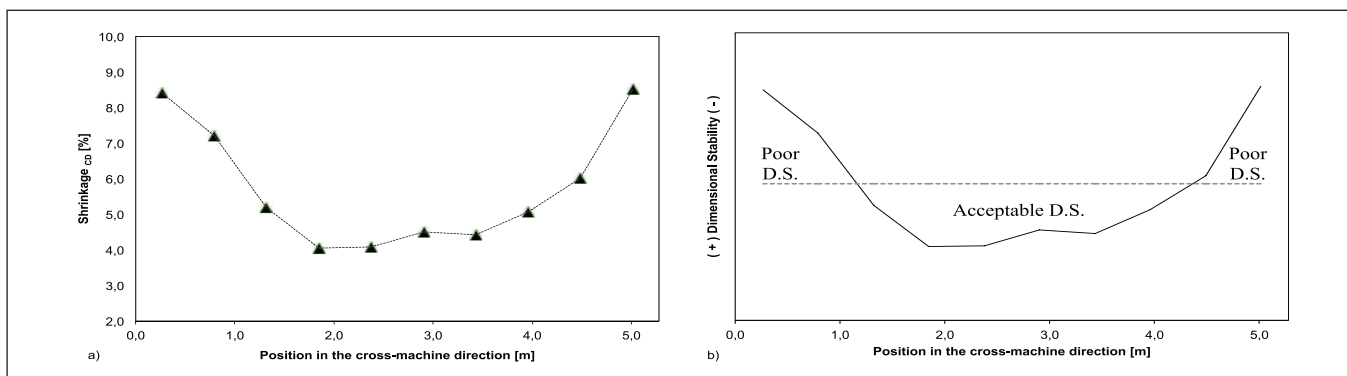 10,0
9,0
8,0
7,0
6,0
5,0
4,0
3,0
2,0
Shrinkage CD [%]
0,0 1,0 2,0 3,0 4,0 5,0
Position in the cross-machine direction [m]
a)
( + ) Dimensional Stability ( - )
Poor
D.S.
Poor
D.S.
Acceptable D.S.
0,0 1,0 2,0 3,0 4,0 5,0
Position in the cross-machine direction [m]
b)